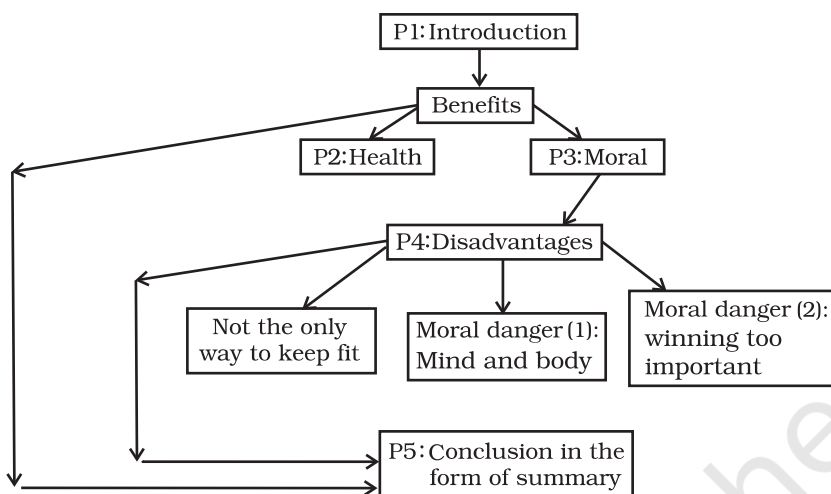 P1:Introduction
Benefits
P2:Health
P3:Moral
P4:Disadvantages
Not the only
way to keep fit
Moral danger (1):
Mind and body
Moral danger (2):
winning too
important
P5:Conclusion in the
form of summary
he